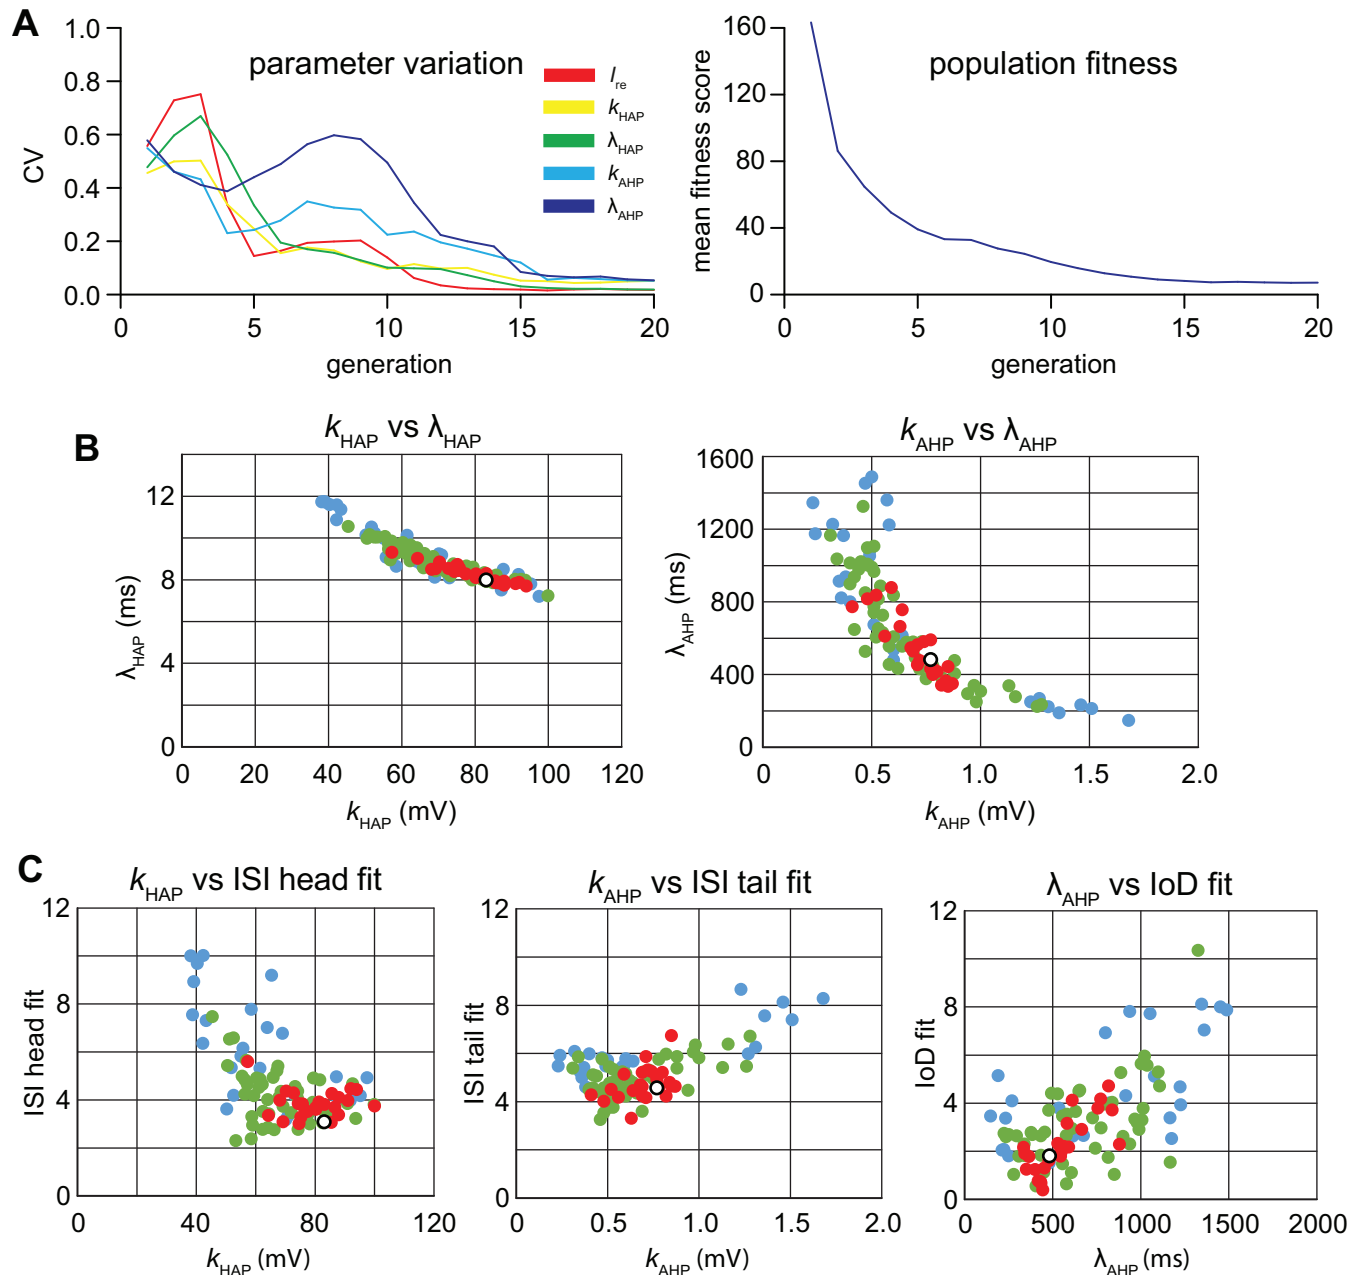 A
parameter variation
1.0
0.8
0.6
0.4
0.2
0.0
CV
0 5 10 15 20
generation
I_re
k_HAP
λ_HAP
k_AHP
λ_AHP
population fitness
160
120
80
40
0
mean fitness score
0 5 10 15 20
generation
B
k_HAP vs λ_HAP
12
8
4
0
λ_HAP (ms)
0 20 40 60 80 100 120
k_HAP (mV)
k_AHP vs λ_AHP
1600
1200
800
400
0
λ_AHP (ms)
0 0.5 1.0 1.5 2.0
k_AHP (mV)
C
k_HAP vs ISI head fit
12
8
4
0
ISI head fit
0 40 80 120
k_HAP (mV)
k_AHP vs ISI tail fit
12
8
4
0
ISI tail fit
0 0.5 1.0 1.5 2.0
k_AHP (mV)
λ_AHP vs IoD fit
12
8
4
0
IoD fit
0 500 1000 1500 2000
λ_AHP (ms)